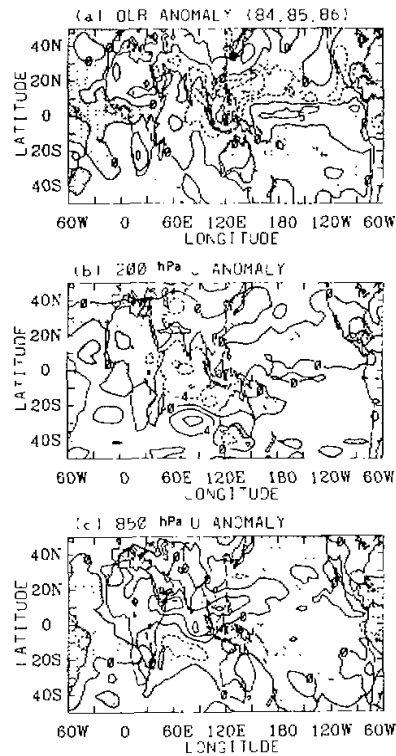 (a) OLR ANOMALY (84,85,86)
40N
20N
0
20S
40S
LATITUDE
60W 0 60E 120E 180 120W 60W
LONGITUDE
(b) 200 hPa U ANOMALY
40N
20N
0
20S
40S
LATITUDE
60W 0 60E 120E 180 120W 60W
LONGITUDE
(c) 850 hPa U ANOMALY
40N
20N
0
20S
40S
LATITUDE
60W 0 60E 120E 180 120W 60W
LONGITUDE